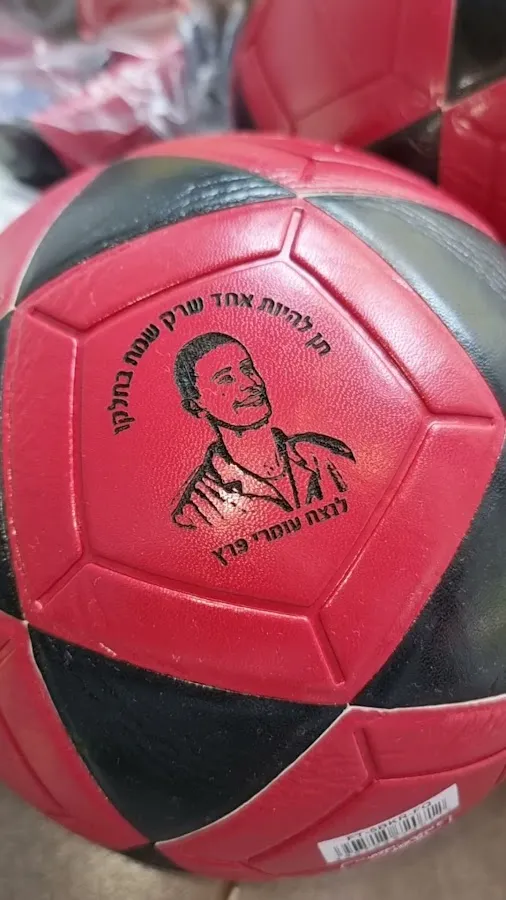 תן להיות אחד שרק שמח בחלקו
לנצח עומרי פרץ